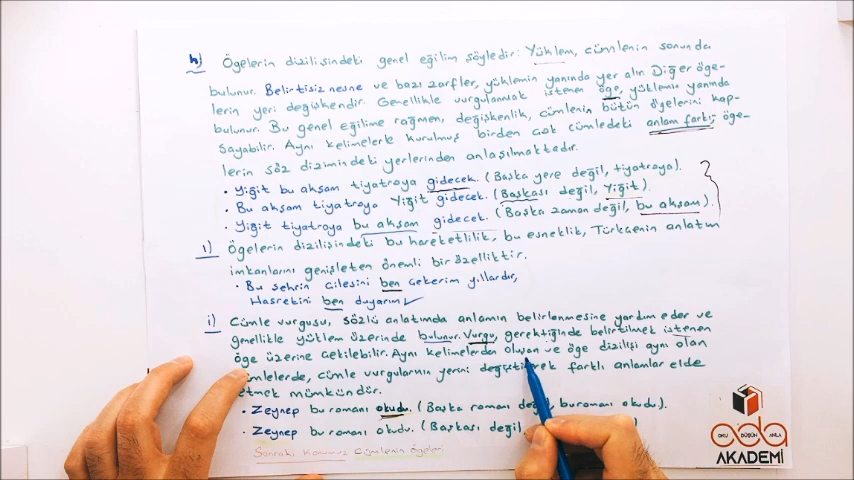 h) Ögelerin dizilişindeki genel eğilim şöyledir: Yüklem, cümlenin sonunda
bulunur. Belirtisiz nesne ve bazı zarflar, yüklemin yanında yer alır. Diğer öge-
lerin yeri değişkendir. Genellikle vurgulanmak istenen öge, yüklemin yanında
bulunur. Bu genel eğilime rağmen, değişkenlik, cümlenin bütün ögelerini kap-
sayabilir. Aynı kelimelerle kurulmuş birden çok cümledeki anlam farkı, öge-
lerin söz dizimindeki yerlerinden anlaşılmaktadır.
• Yiğit bu akşam tiyatroya gidecek. (Başka yere değil, tiyatroya).
• Bu akşam tiyatroya Yiğit gidecek. (Başkası değil, Yiğit).
• Yiğit tiyatroya bu akşam gidecek. (Başka zaman değil, bu akşam).
ı) Ögelerin dizilişindeki bu hareketlilik, bu esneklik, Türkçenin anlatım
imkanlarını genişleten önemli bir özelliktir.
• Bu şehrin çilesini ben çekerim yıllardır,
Hasretini ben duyarım
i) Cümle vurgusu, sözlü anlatımda anlamın belirlenmesine yardım eder ve
genellikle yüklem üzerinde bulunur. Vurgu, gerektiğinde belirtilmek istenen
öge üzerine çekilebilir. Aynı kelimelerden oluşan ve öge dizilişi aynı olan
cümlelerde, cümle vurgularının yerini değiştirerek farklı anlamlar elde
etmek mümkündür.
• Zeynep bu romanı okudu. (Başka romanı değil, bu romanı okudu).
• Zeynep bu romanı okudu. (Başkası değil,
Sonraki Konumuz Cümlenin Ögeleri
ada
OKU DÜŞÜN ANLA
AKADEMİ